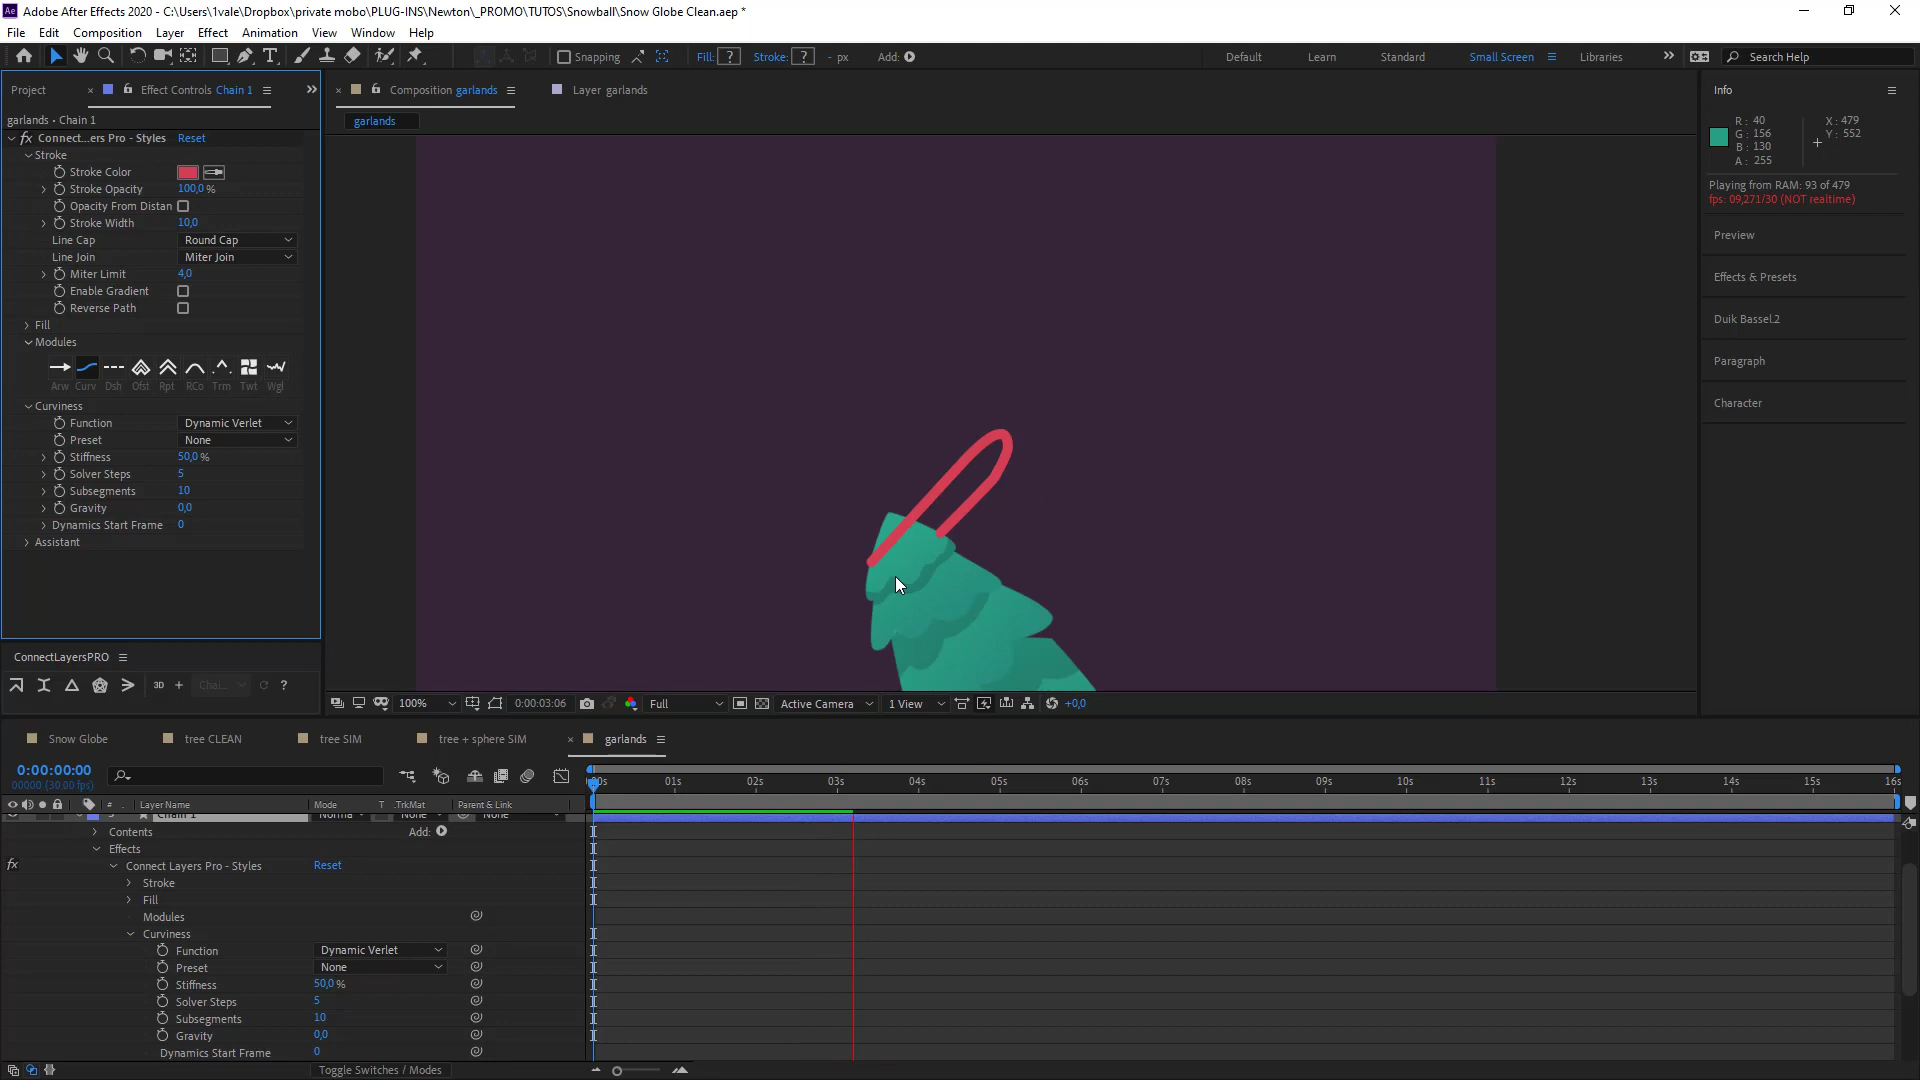 Adobe After Effects 2020 - C:\Users\1vale\Dropbox\private mobo\PLUG-INS\Newton\_PROMO\TUTOS\Snowball\Snow Globe Clean.aep *
File Edit Composition Layer Effect Animation View Window Help
Snapping Fill: ? Stroke: ? - px Add: Default Learn Standard Small Screen Libraries Search Help
Project Effect Controls Chain 1 Composition garlands Layer garlands Info
garlands • Chain 1 garlands
fx Connect...ers Pro - Styles Reset
Stroke
Stroke Color
Stroke Opacity 100,0 %
Opacity From Distan
Stroke Width 10,0
Line Cap Round Cap
Line Join Miter Join
Miter Limit 4,0
Enable Gradient
Reverse Path
Fill
Modules
Arw Curv Dsh Ofst Rpt RCo Trm Twt Wgl
Curviness
Function Dynamic Verlet
Preset None
Stiffness 50,0 %
Solver Steps 5
Subsegments 10
Gravity 0,0
Dynamics Start Frame 0
Assistant
R : 40 X : 479
G : 156 Y : 552
B : 130
A : 255
Playing from RAM: 93 of 479
fps: 09,271/30 (NOT realtime)
Preview
Effects & Presets
Duik Bassel.2
Paragraph
Character
ConnectLayersPRO
3D + Chai... ?
100% 0:00:03:06 Full Active Camera 1 View +0,0
Snow Globe tree CLEAN tree SIM tree + sphere SIM garlands
0:00:00:00
00000 (30.00 fps)
:00s 01s 02s 03s 04s 05s 06s 07s 08s 09s 10s 11s 12s 13s 14s 15s 16s
# . Layer Name Mode T .TrkMat Parent & Link
Chain 1 Norma None None
Contents Add:
Effects
fx Connect Layers Pro - Styles Reset
Stroke
Fill
Modules
Curviness
Function Dynamic Verlet
Preset None
Stiffness 50,0 %
Solver Steps 5
Subsegments 10
Gravity 0,0
Dynamics Start Frame 0
Toggle Switches / Modes